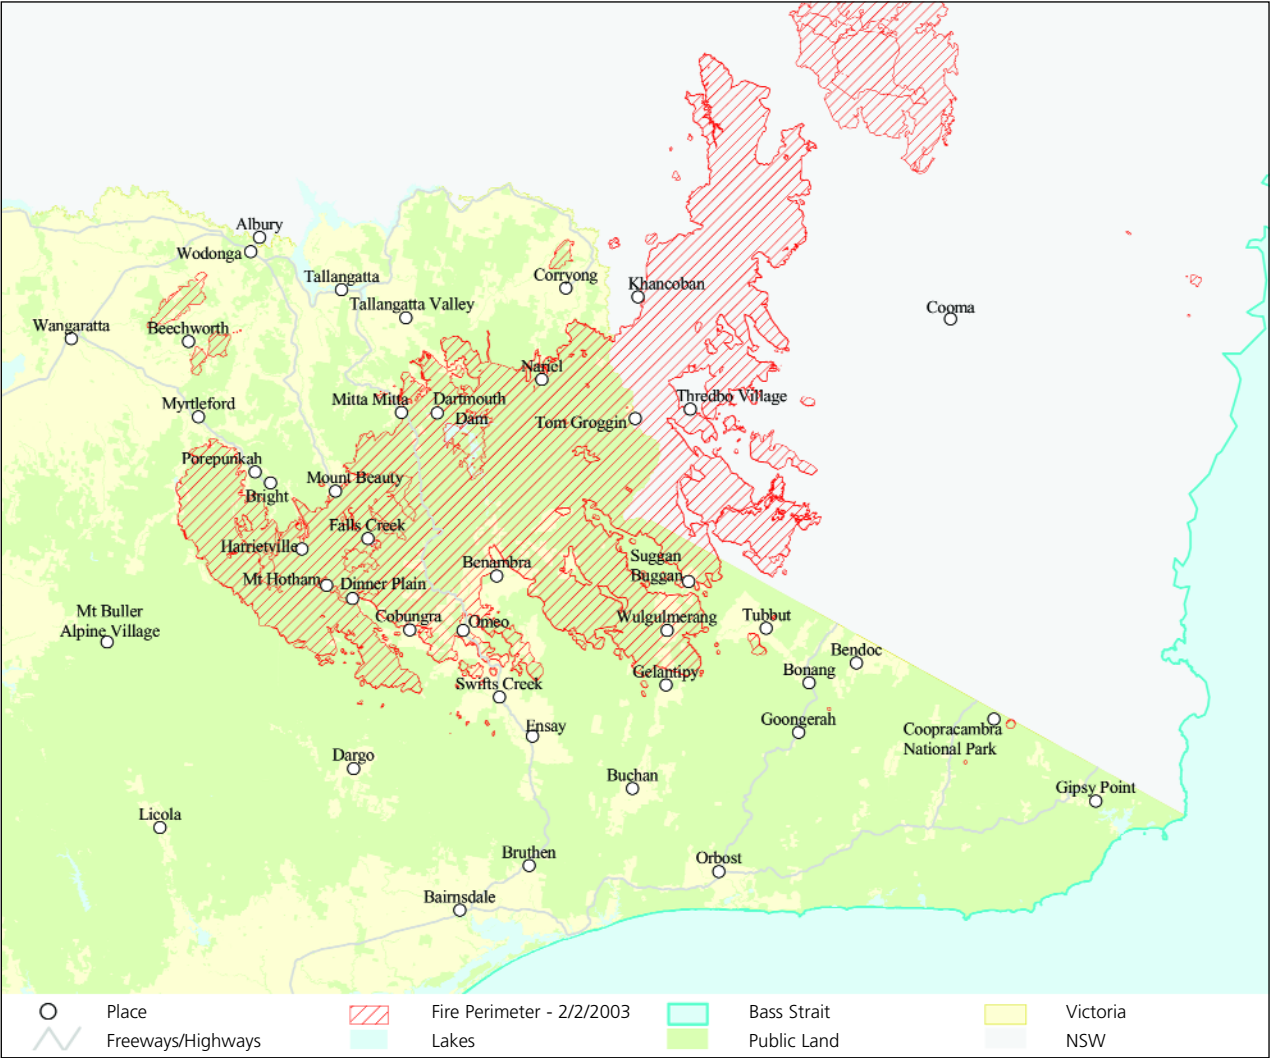 Albury
Wodonga
Tallangatta
Corryong
Khancoban
Tallangatta Valley
Cooma
Wangaratta
Beechworth
Nariel
Myrtleford
Mitta Mitta
Dartmouth
Dam
Thredbo Village
Tom Groggin
Porepunkah
Bright
Mount Beauty
Falls Creek
Harrietville
Benambra
Suggan
Buggan
Mt Hotham
Dinner Plain
Mt Buller
Alpine Village
Cobungra
Omeo
Wulgulmerang
Tubbut
Bendoc
Gelantipy
Bonang
Swifts Creek
Goongerah
Ensay
Coopracambra
National Park
Dargo
Buchan
Gipsy Point
Licola
Bruthen
Orbost
Bairnsdale
Place
Fire Perimeter - 2/2/2003
Bass Strait
Victoria
Freeways/Highways
Lakes
Public Land
NSW